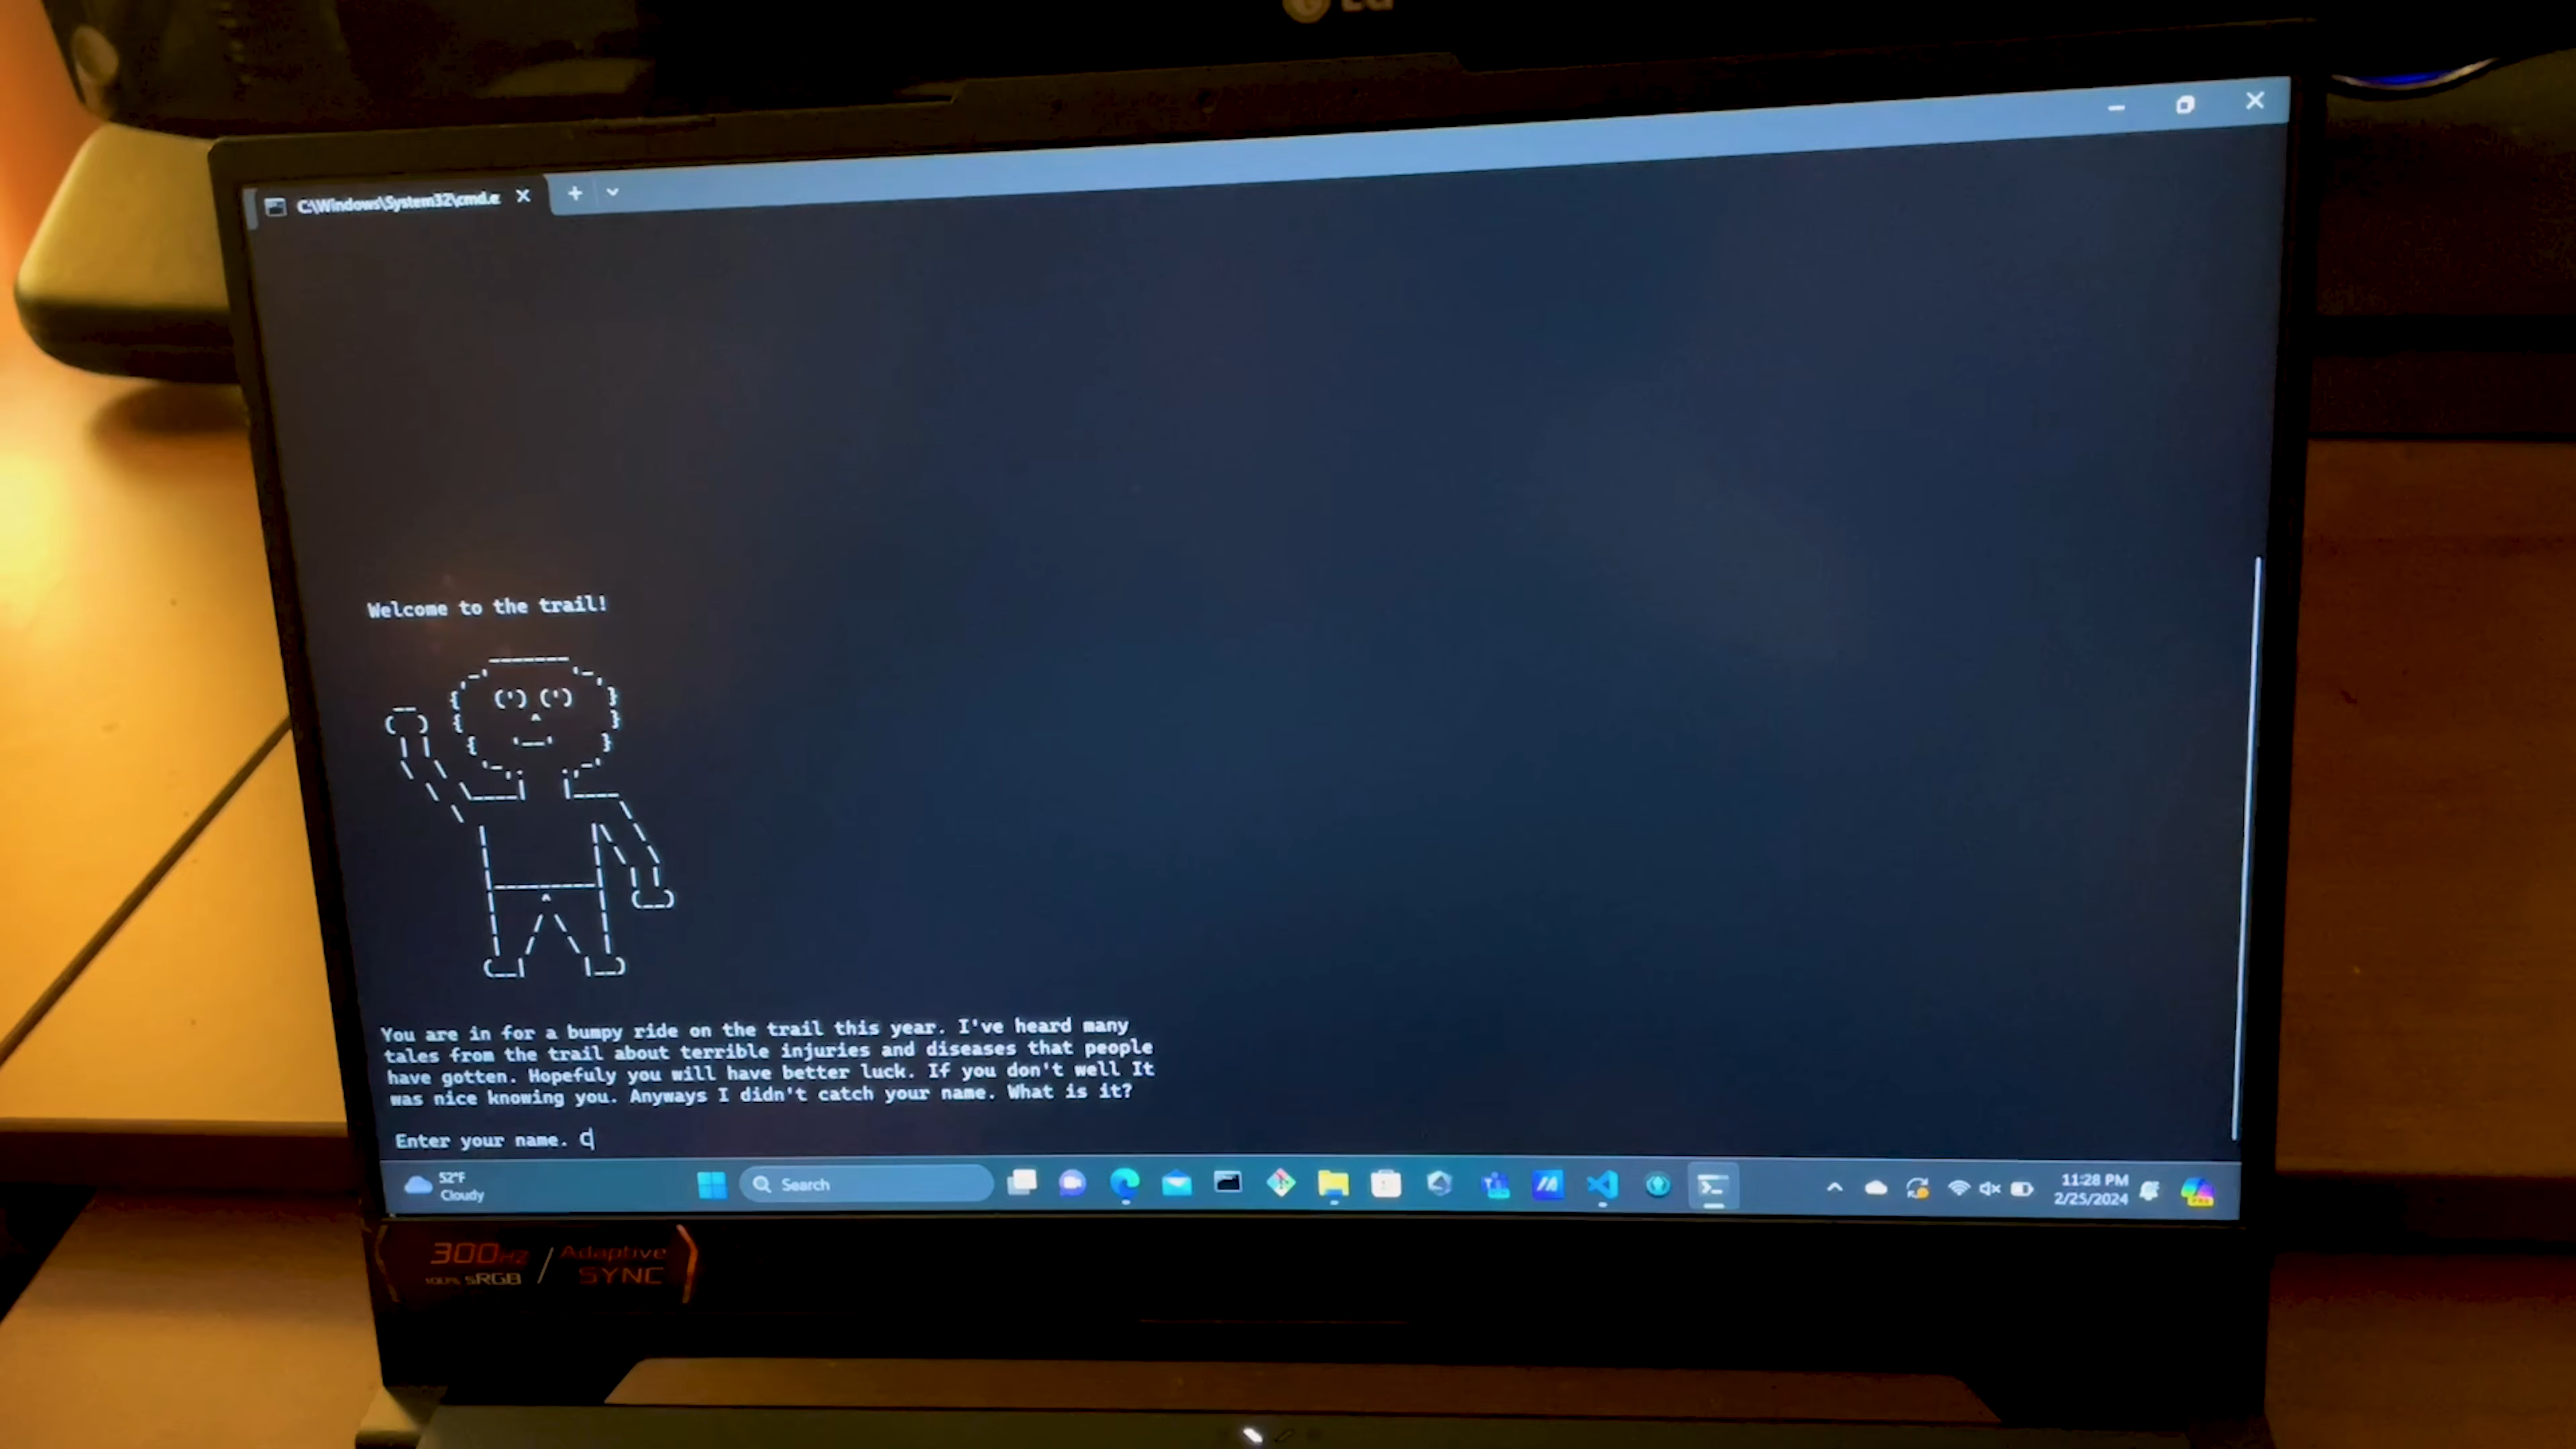 LG
C:\Windows\System32\cmd.e
Welcome to the trail!
You are in for a bumpy ride on the trail this year. I've heard many
tales from the trail about terrible injuries and diseases that people
have gotten. Hopefuly you will have better luck. If you don't well It
was nice knowing you. Anyways I didn't catch your name. What is it?
Enter your name. C
52°F
Cloudy
Search
11:28 PM
2/25/2024
300HZ / Adaptive
100% sRGB SYNC